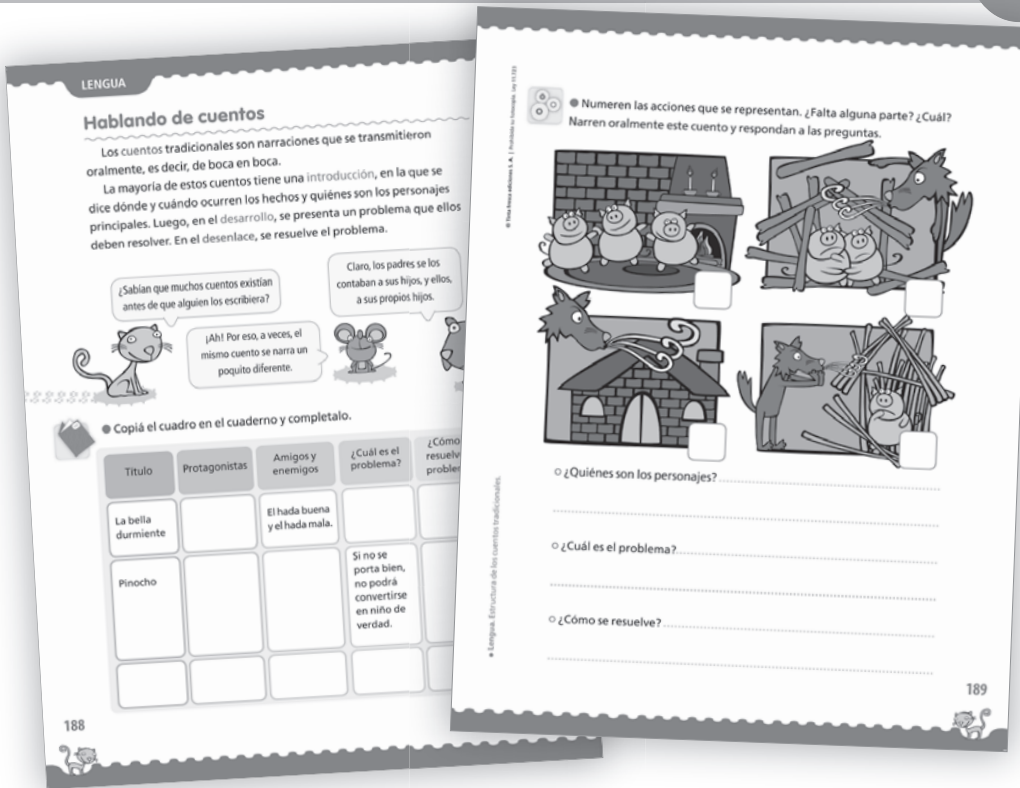 LENGUA
Hablando de cuentos
Los cuentos tradicionales son narraciones que se transmitieron
oralmente, es decir, de boca en boca.
La mayoría de estos cuentos tiene una introducción, en la que se
dice dónde y cuándo ocurren los hechos y quiénes son los personajes
principales. Luego, en el desarrollo, se presenta un problema que ellos
deben resolver. En el desenlace, se resuelve el problema.
¿Sabían que muchos cuentos existían
antes de que alguien los escribiera?
Claro, los padres se los
contaban a sus hijos, y ellos,
a sus propios hijos.
¡Ah! Por eso, a veces, el
mismo cuento se narra un
poquito diferente.
Copiá el cuadro en el cuaderno y completalo.
Título
Protagonistas
Amigos y
enemigos
¿Cuál es el
problema?
¿Cómo
resuelv
probler
La bella
durmiente
El hada buena
y el hada mala.
Pinocho
Si no se
porta bien,
no podrá
convertirse
en niño de
verdad.
188
Numeren las acciones que se representan. ¿Falta alguna parte? ¿Cuál?
Narren oralmente este cuento y respondan a las preguntas.
¿Quiénes son los personajes?
¿Cuál es el problema?
¿Cómo se resuelve?
Lengua. Estructura de los cuentos tradicionales.
189